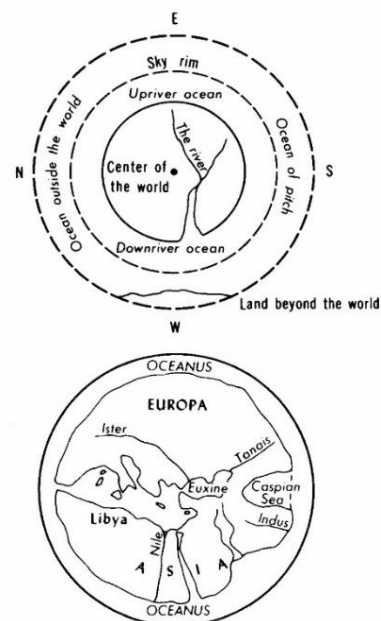 E
Sky rim
Upriver ocean
Ocean outside the world
The river
Ocean of pitch
N
Center of
the world
S
Downriver ocean
Land beyond the world
W
OCEANUS
EUROPA
Ister
Tanais
Euxine
Caspian
Sea
Libya
Nile
Indus
ASIA
OCEANUS